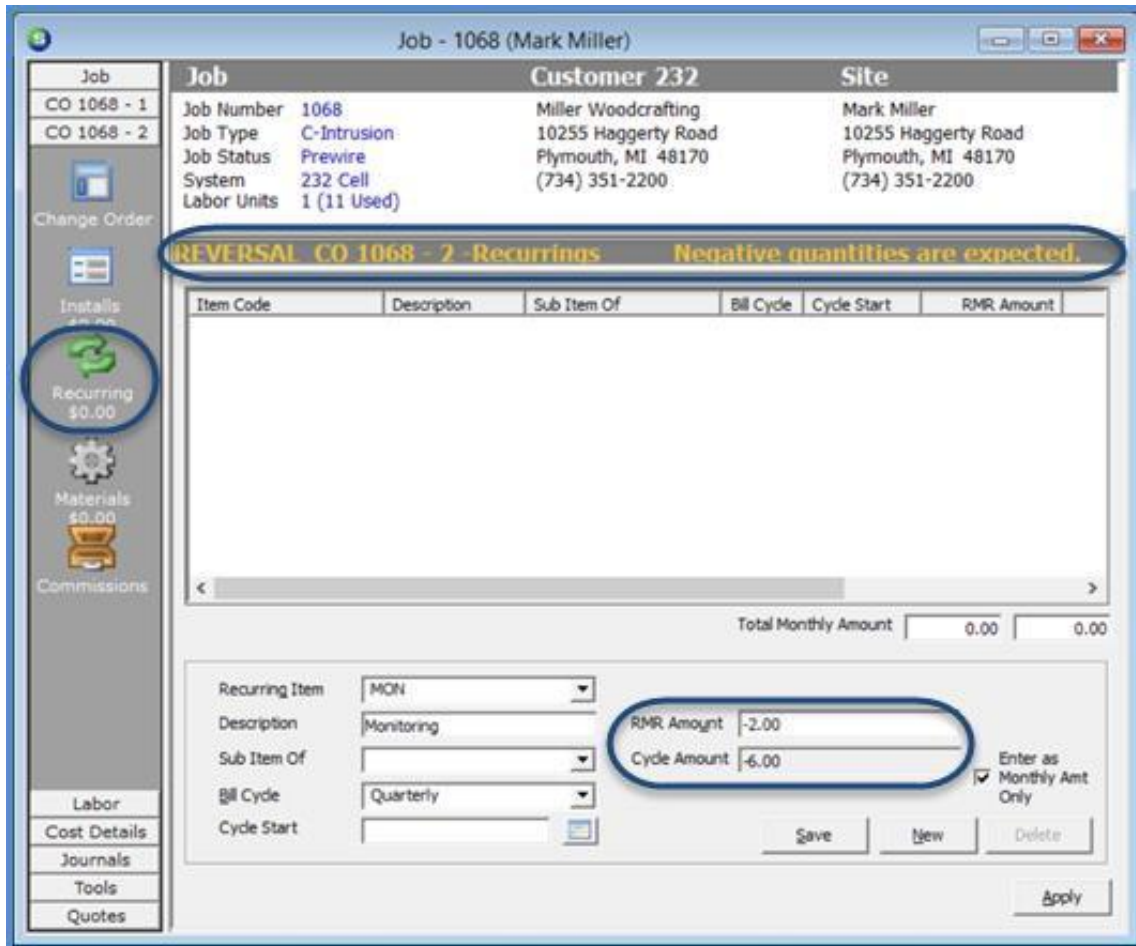 Job - 1068 (Mark Miller)
Job
CO 1068 - 1
CO 1068 - 2
Change Order
Installs
$0.00
Recurring
$0.00
Materials
$0.00
Commissions
Labor
Cost Details
Journals
Tools
Quotes
Job Customer 232 Site
Job Number 1068 Miller Woodcrafting Mark Miller
Job Type C-Intrusion 10255 Haggerty Road 10255 Haggerty Road
Job Status Prewire Plymouth, MI 48170 Plymouth, MI 48170
System 232 Cell (734) 351-2200 (734) 351-2200
Labor Units 1 (11 Used)
REVERSAL CO 1068 - 2 -Recurrings Negative quantities are expected.
Item Code Description Sub Item Of Bill Cycle Cycle Start RMR Amount
Total Monthly Amount 0.00 0.00
Recurring Item MON
Description Monitoring RMR Amount -2.00
Sub Item Of Cycle Amount -6.00 Enter as
Monthly Amt
Bill Cycle Quarterly Only
Cycle Start Save New Delete
Apply